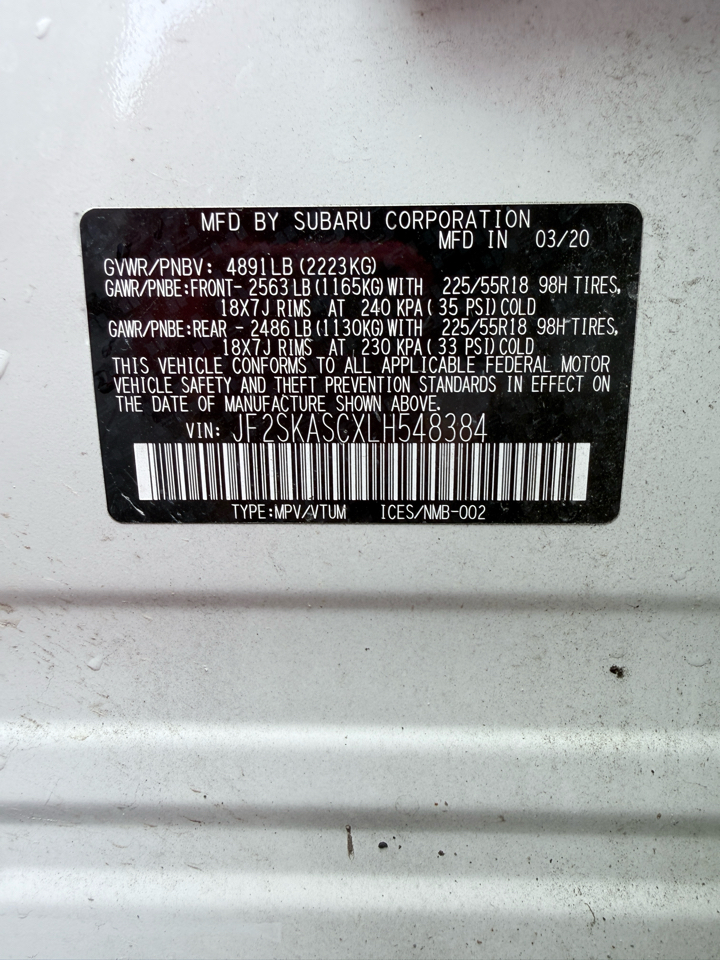 MFD BY SUBARU CORPORATION
MFD IN 03/20
GVWR/PNBV: 4891LB(2223KG)
GAWR/PNBE:FRONT- 2563LB(1165KG)WITH 225/55R18 98H TIRES,
18X7J RIMS AT 240 KPA(35 PSI)COLD
GAWR/PNBE:REAR - 2486LB(1130KG)WITH 225/55R18 98H TIRES,
18X7J RIMS AT 230 KPA(33 PSI)COLD
THIS VEHICLE CONFORMS TO ALL APPLICABLE FEDERAL MOTOR
VEHICLE SAFETY AND THEFT PREVENTION STANDARDS IN EFFECT ON
THE DATE OF MANUFACTURE SHOWN ABOVE.
VIN: JF2SKASCXLH548384
TYPE:MPV/VTUM ICES/NMB-002